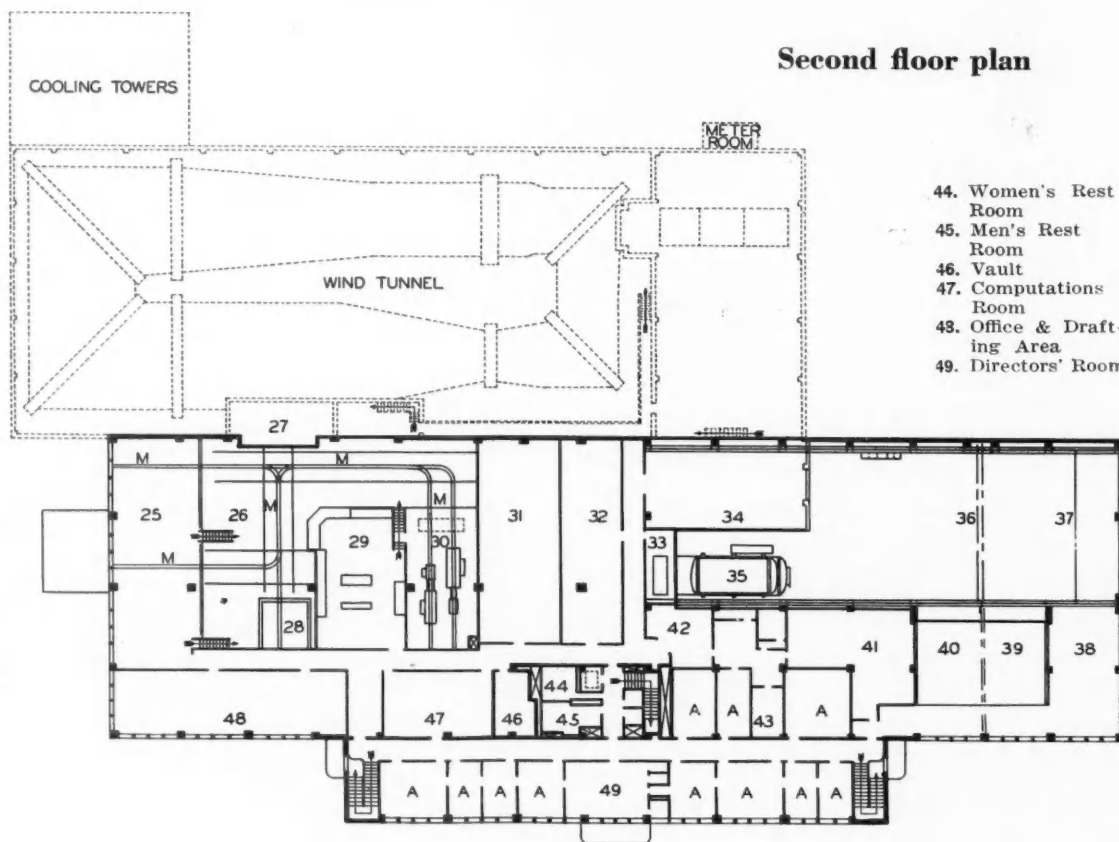 Second floor plan
COOLING TOWERS
METER
ROOM
44. Women's Rest
Room
45. Men's Rest
Room
46. Vault
47. Computations
Room
48. Office & Draft-
ing Area
49. Directors' Room
WIND TUNNEL
27
M M
25 26 M M 31 32 34 36 37
29 30
33
35
M
28
42 41 40 39 38
44
48 47 46 45 A A 43 A
A A A A 49 A A A A